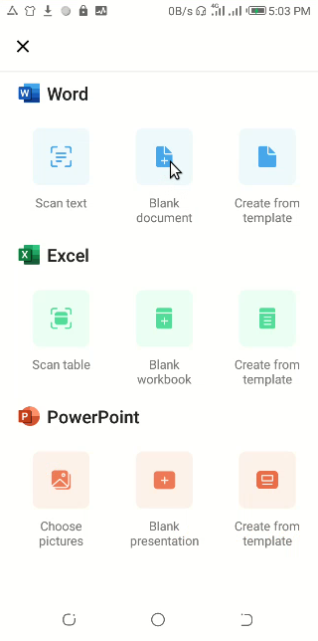 0B/s 4G 5:03 PM
W Word
Scan text
Blank document
Create from template
X Excel
Scan table
Blank workbook
Create from template
P PowerPoint
Choose pictures
Blank presentation
Create from template